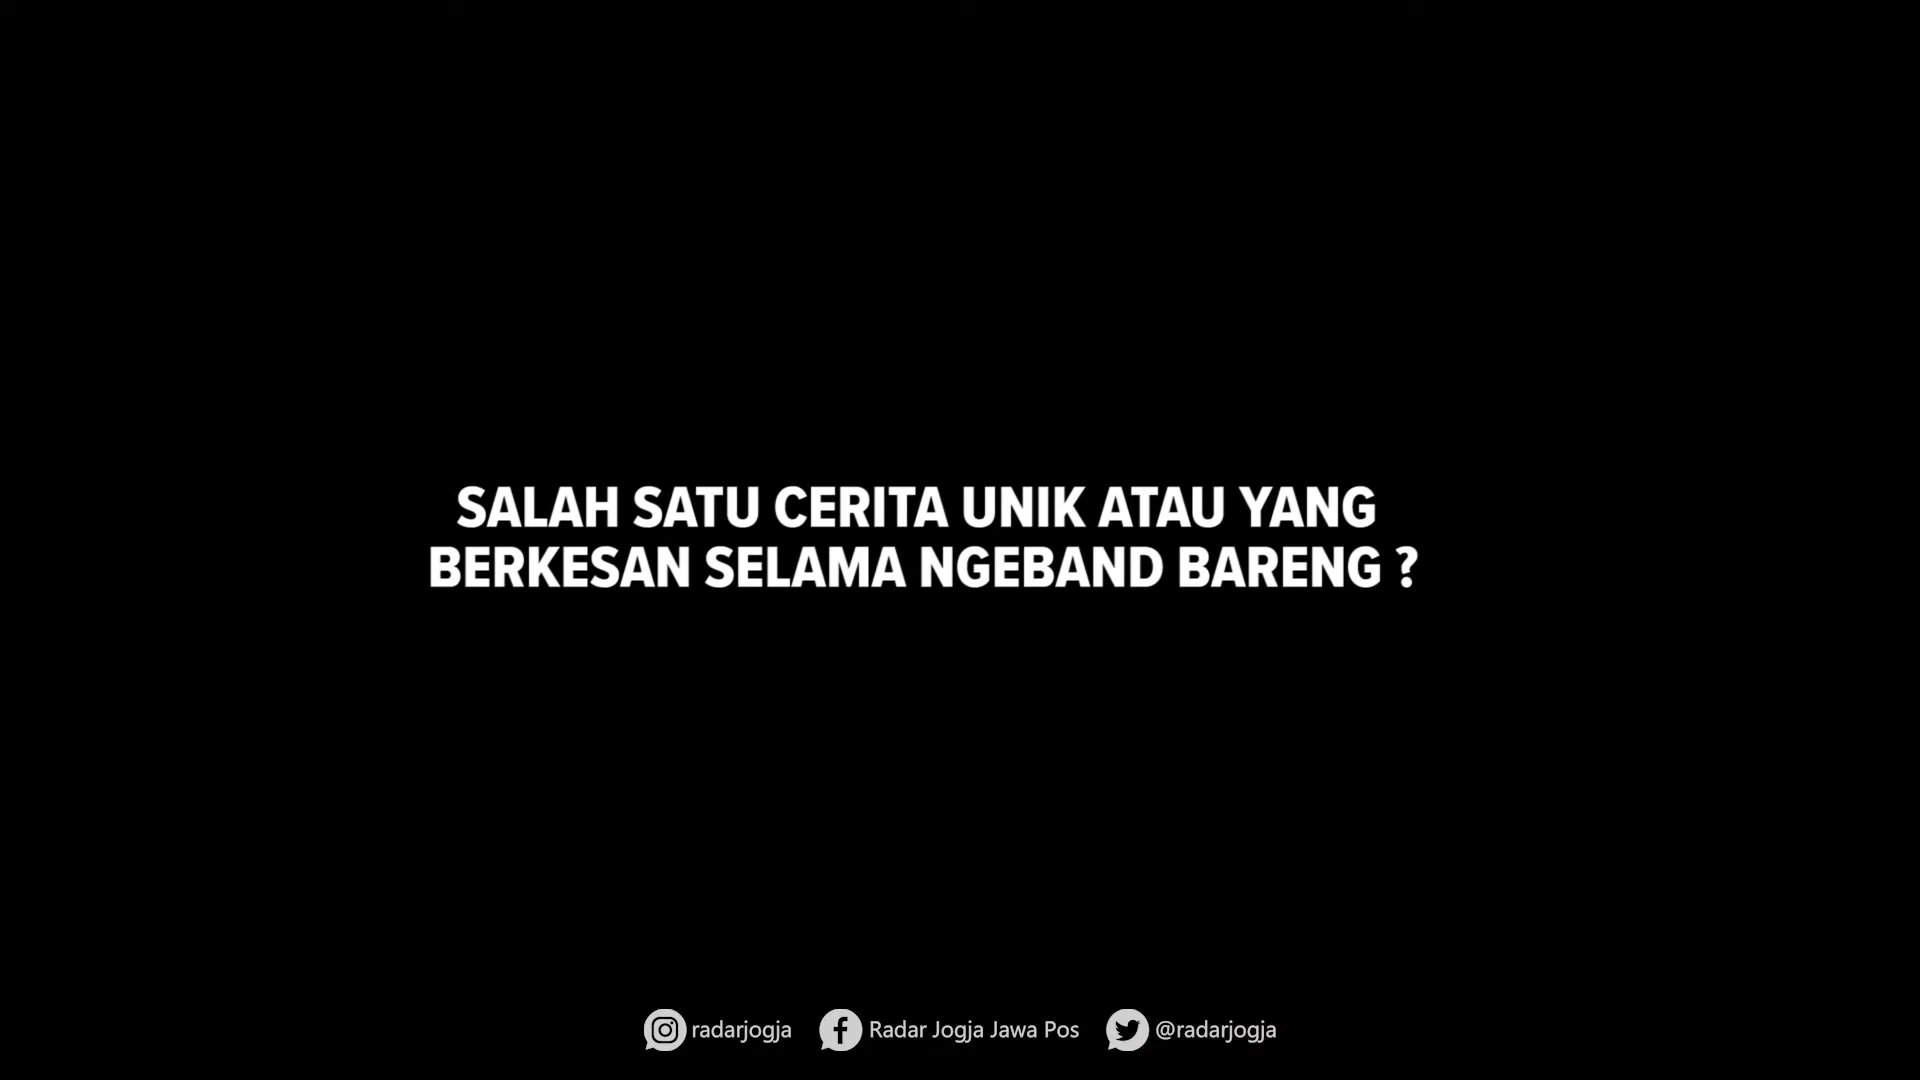 SALAH SATU CERITA UNIK ATAU YANG
BERKESAN SELAMA NGEBAND BARENG ?
radarjogja Radar Jogja Jawa Pos @radarjogja